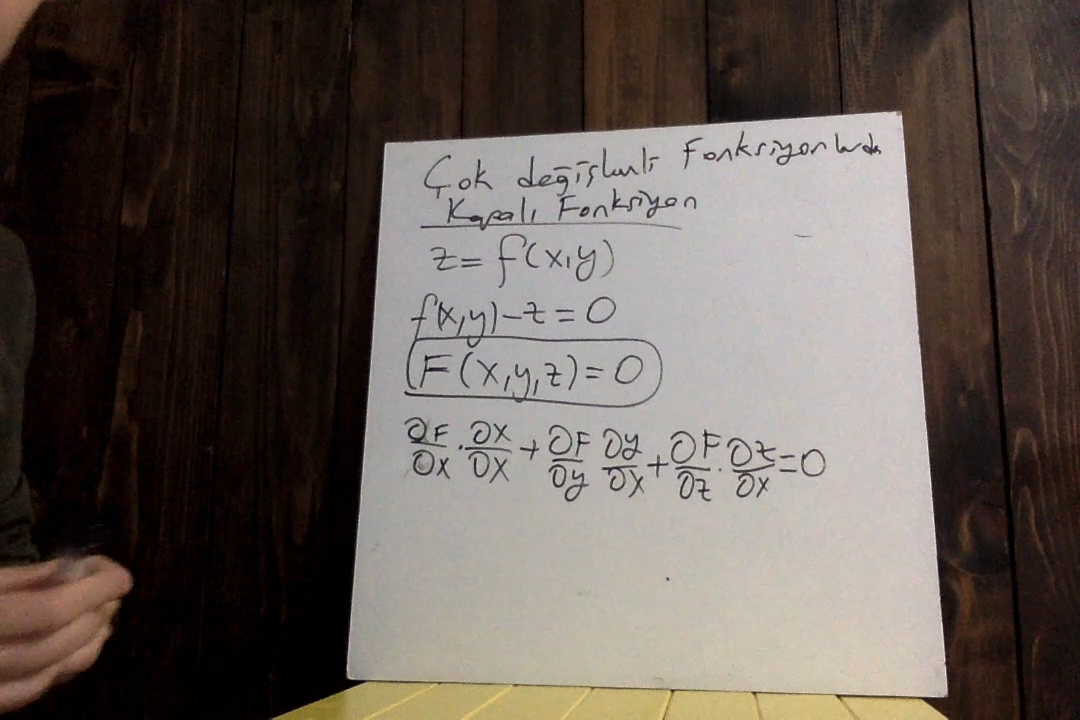 Çok değişkenli Fonksiyonlarda
Kapalı Fonksiyon
z = f(x,y)
f(x,y) - z = 0
F(x,y,z) = 0
∂F/∂x · ∂x/∂x + ∂F/∂y ∂y/∂x + ∂F/∂z · ∂z/∂x = 0